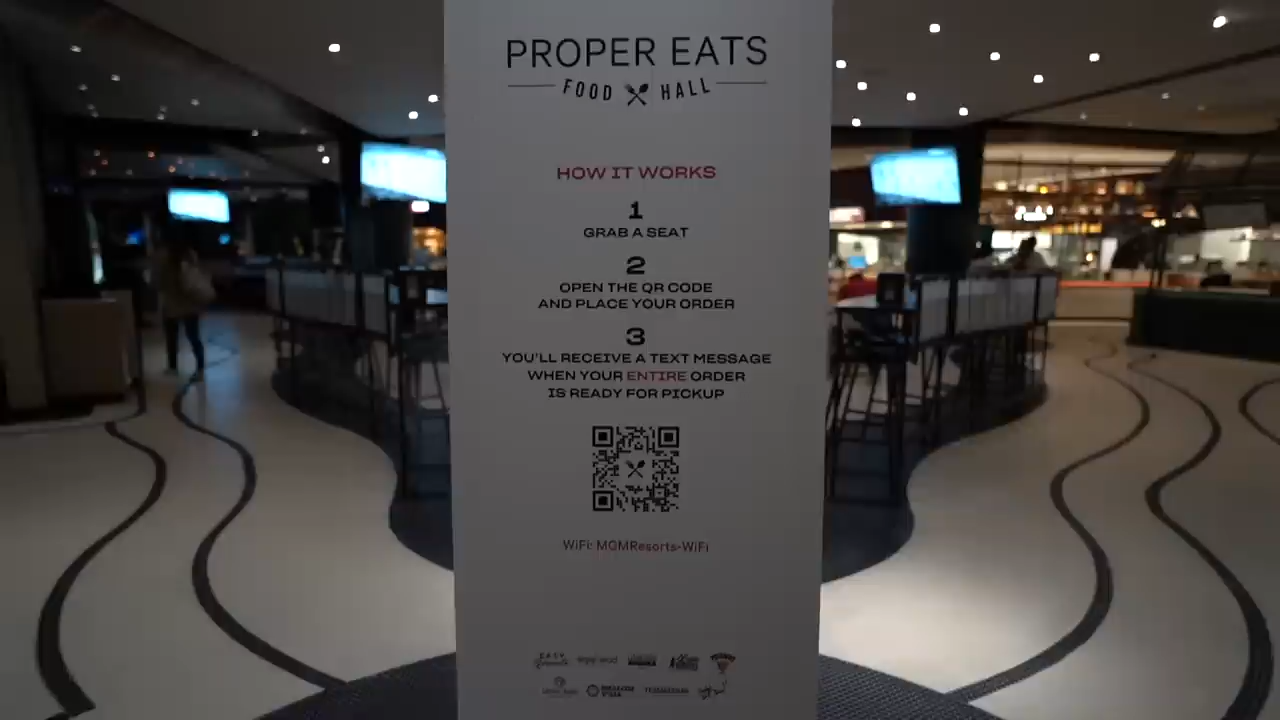 PROPER EATS
FOOD HALL
HOW IT WORKS
1
GRAB A SEAT
2
OPEN THE QR CODE
AND PLACE YOUR ORDER
3
YOU'LL RECEIVE A TEXT MESSAGE
WHEN YOUR ENTIRE ORDER
IS READY FOR PICKUP
WiFi: MGMResorts-WiFi